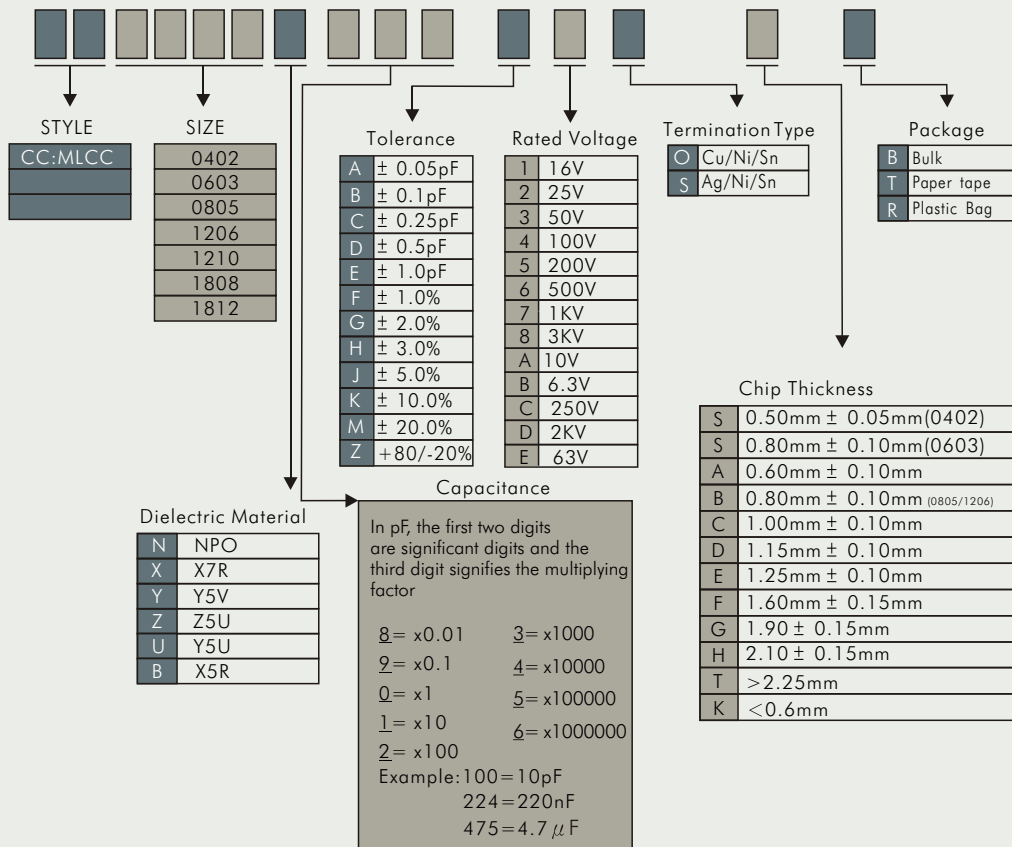 STYLE
CC:MLCC
SIZE
0402
0603
0805
1206
1210
1808
1812
Tolerance
A ± 0.05pF
B ± 0.1pF
C ± 0.25pF
D ± 0.5pF
E ± 1.0pF
F ± 1.0%
G ± 2.0%
H ± 3.0%
J ± 5.0%
K ± 10.0%
M ± 20.0%
Z +80/-20%
Rated Voltage
1 16V
2 25V
3 50V
4 100V
5 200V
6 500V
7 1KV
8 3KV
A 10V
B 6.3V
C 250V
D 2KV
E 63V
Termination Type
O Cu/Ni/Sn
S Ag/Ni/Sn
Package
B Bulk
T Paper tape
R Plastic Bag
Chip Thickness
S 0.50mm ± 0.05mm(0402)
S 0.80mm ± 0.10mm(0603)
A 0.60mm ± 0.10mm
B 0.80mm ± 0.10mm (0805/1206)
C 1.00mm ± 0.10mm
D 1.15mm ± 0.10mm
E 1.25mm ± 0.10mm
F 1.60mm ± 0.15mm
G 1.90 ± 0.15mm
H 2.10 ± 0.15mm
T >2.25mm
K <0.6mm
Dielectric Material
N NPO
X X7R
Y Y5V
Z Z5U
U Y5U
B X5R
Capacitance
In pF, the first two digits
are significant digits and the
third digit signifies the multiplying
factor
8= x0.01
9= x0.1
0= x1
1= x10
2= x100
3= x1000
4= x10000
5= x100000
6= x1000000
Example: 100=10pF
224=220nF
475=4.7 μF